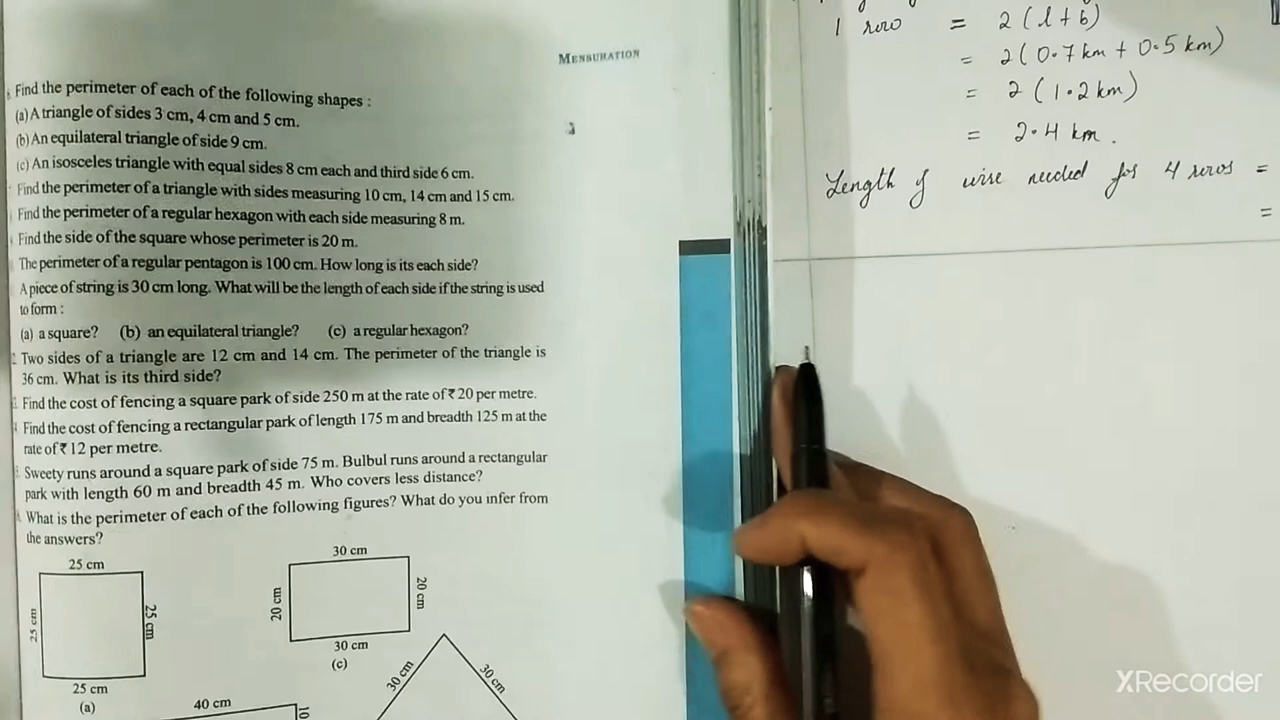 MENSURATION
Find the perimeter of each of the following shapes :
(a) A triangle of sides 3 cm, 4 cm and 5 cm.
(b) An equilateral triangle of side 9 cm.
(c) An isosceles triangle with equal sides 8 cm each and third side 6 cm.
Find the perimeter of a triangle with sides measuring 10 cm, 14 cm and 15 cm.
Find the perimeter of a regular hexagon with each side measuring 8 m.
Find the side of the square whose perimeter is 20 m.
The perimeter of a regular pentagon is 100 cm. How long is its each side?
A piece of string is 30 cm long. What will be the length of each side if the string is used
to form :
(a) a square? (b) an equilateral triangle? (c) a regular hexagon?
Two sides of a triangle are 12 cm and 14 cm. The perimeter of the triangle is
36 cm. What is its third side?
Find the cost of fencing a square park of side 250 m at the rate of ₹ 20 per metre.
Find the cost of fencing a rectangular park of length 175 m and breadth 125 m at the
rate of ₹ 12 per metre.
Sweety runs around a square park of side 75 m. Bulbul runs around a rectangular
park with length 60 m and breadth 45 m. Who covers less distance?
What is the perimeter of each of the following figures? What do you infer from
the answers?
25 cm
25 cm
25 cm
25 cm
(a)
30 cm
20 cm
20 cm
30 cm
(c)
40 cm
10
30 cm
30 cm
1 row = 2 (l + b)
= 2 (0.7 km + 0.5 km)
= 2 (1.2 km)
= 2.4 km.
Length of wire needed for 4 rows =
=
XRecorder